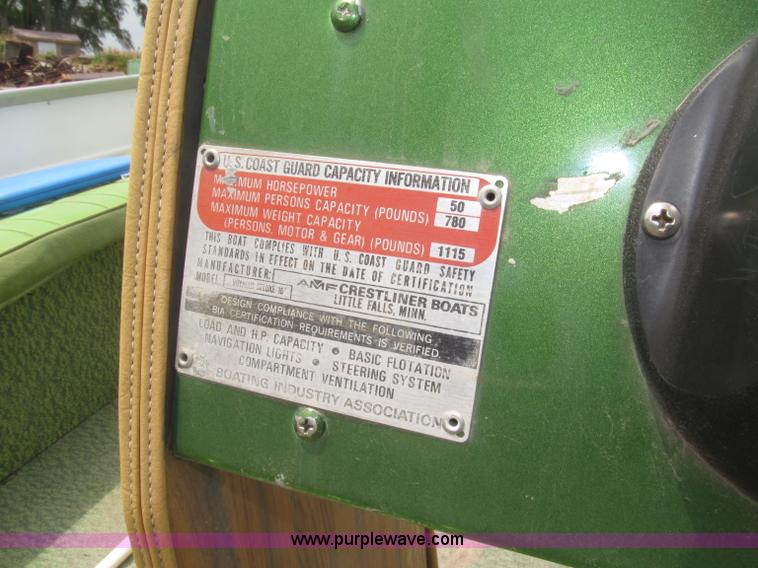 U.S. COAST GUARD CAPACITY INFORMATION
MAXIMUM HORSEPOWER 50
MAXIMUM PERSONS CAPACITY (POUNDS) 780
MAXIMUM WEIGHT CAPACITY
(PERSONS, MOTOR & GEAR) (POUNDS) 1115
THIS BOAT COMPLIES WITH U.S. COAST GUARD SAFETY
STANDARDS IN EFFECT ON THE DATE OF CERTIFICATION
MANUFACTURER: AMF CRESTLINER BOATS
MODEL: LITTLE FALLS, MINN.
DESIGN COMPLIANCE WITH THE FOLLOWING
BIA CERTIFICATION REQUIREMENTS IS VERIFIED.
LOAD AND H.P. CAPACITY • BASIC FLOTATION
NAVIGATION LIGHTS • STEERING SYSTEM
COMPARTMENT VENTILATION
BOATING INDUSTRY ASSOCIATION
www.purplewave.com